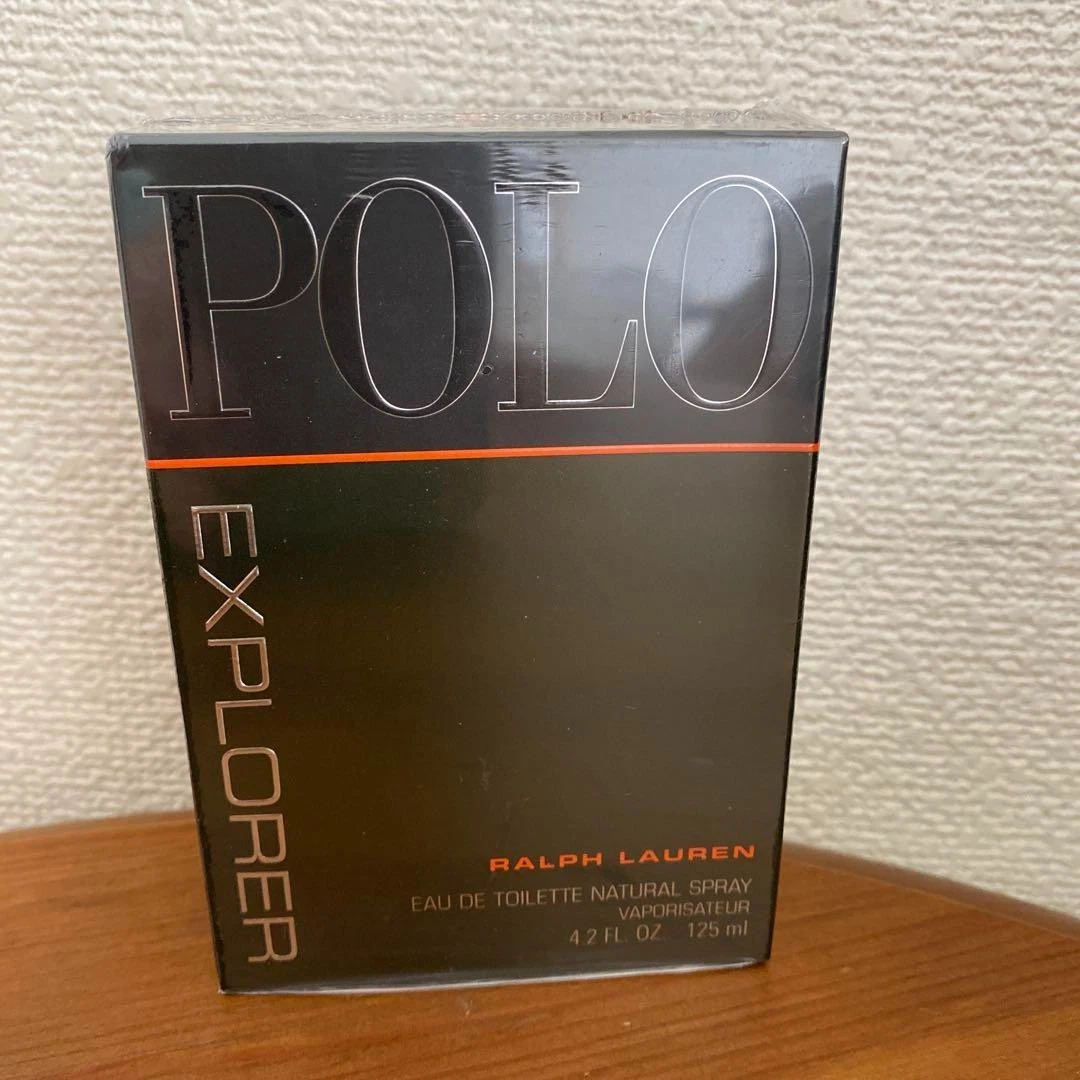 POLO
EXPLORER
RALPH LAUREN
EAU DE TOILETTE NATURAL SPRAY
VAPORISATEUR
4.2 FL. OZ. 125 ml